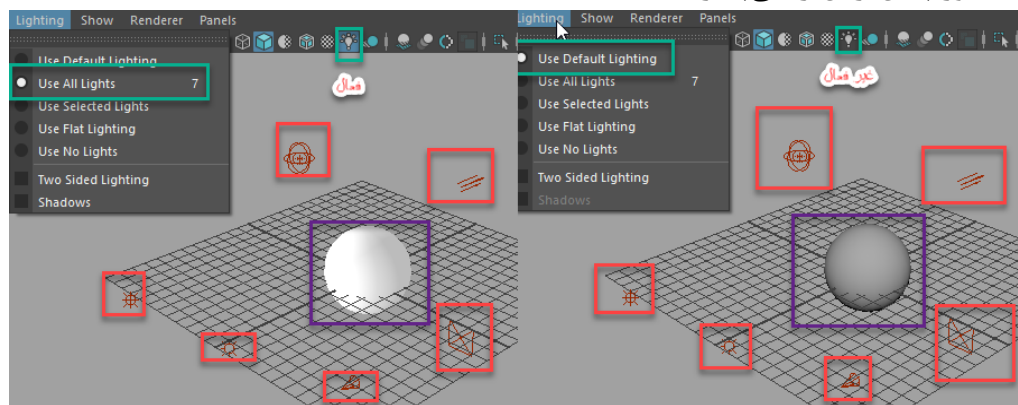 Lighting Show Renderer Panels
Use Default Lighting
Use All Lights 7
Use Selected Lights
Use Flat Lighting
Use No Lights
Two Sided Lighting
Shadows
فعال
Lighting Show Renderer Panels
Use Default Lighting
Use All Lights 7
Use Selected Lights
Use Flat Lighting
Use No Lights
Two Sided Lighting
Shadows
غیر فعال